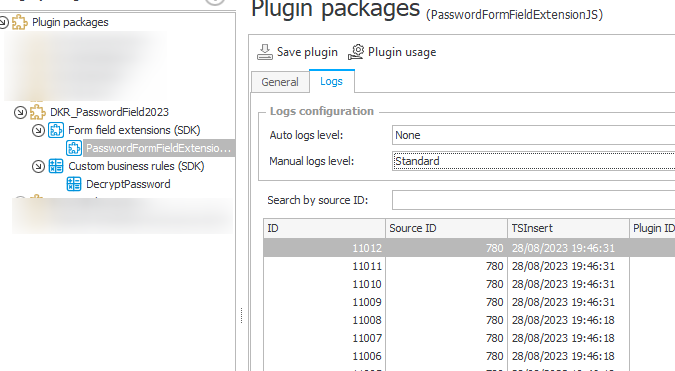 Plugin packages (PasswordFormFieldExtensionJS)
Plugin packages
DKR_PasswordField2023
Form field extensions (SDK)
PasswordFormFieldExtensio...
Custom business rules (SDK)
DecryptPassword
Save plugin Plugin usage
General Logs
Logs configuration
Auto logs level: None
Manual logs level: Standard
Search by source ID:
ID Source ID TSInsert Plugin ID
11012 780 28/08/2023 19:46:31
11011 780 28/08/2023 19:46:31
11010 780 28/08/2023 19:46:31
11009 780 28/08/2023 19:46:31
11008 780 28/08/2023 19:46:18
11007 780 28/08/2023 19:46:18
11006 780 28/08/2023 19:46:18